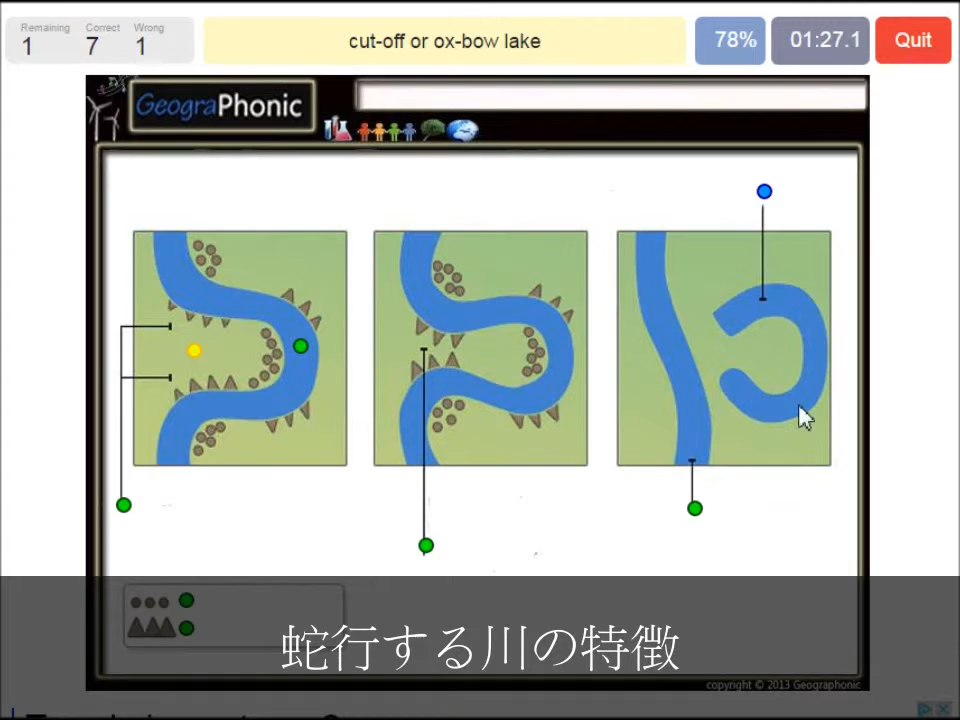 Remaining Correct Wrong
1 7 1
cut-off or ox-bow lake
78%
01:27.1
Quit
GeograPhonic
蛇行する川の特徴
copyright © 2013 Geographonic